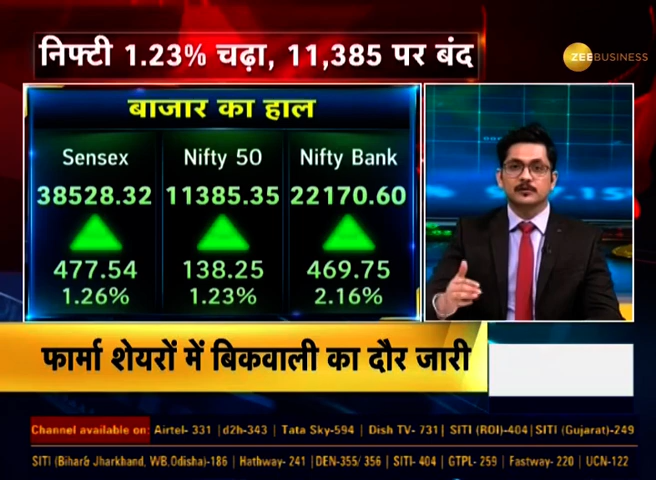 निफ्टी 1.23% चढ़ा, 11,385 पर बंद
ZEEBUSINESS
बाजार का हाल
Sensex Nifty 50 Nifty Bank
38528.32 11385.35 22170.60
477.54 138.25 469.75
1.26% 1.23% 2.16%
फार्मा शेयरों में बिकवाली का दौर जारी
Channel available on: Airtel- 331 | d2h-343 | Tata Sky-594 | Dish TV- 731 | SITI (ROI)-404 | SITI (Gujarat)-249
SITI (Bihar& Jharkhand, WB,Odisha)-186 | Hathway- 241 | DEN-355/ 356 | SITI- 404 | GTPL- 259 | Fastway- 220 | UCN-122